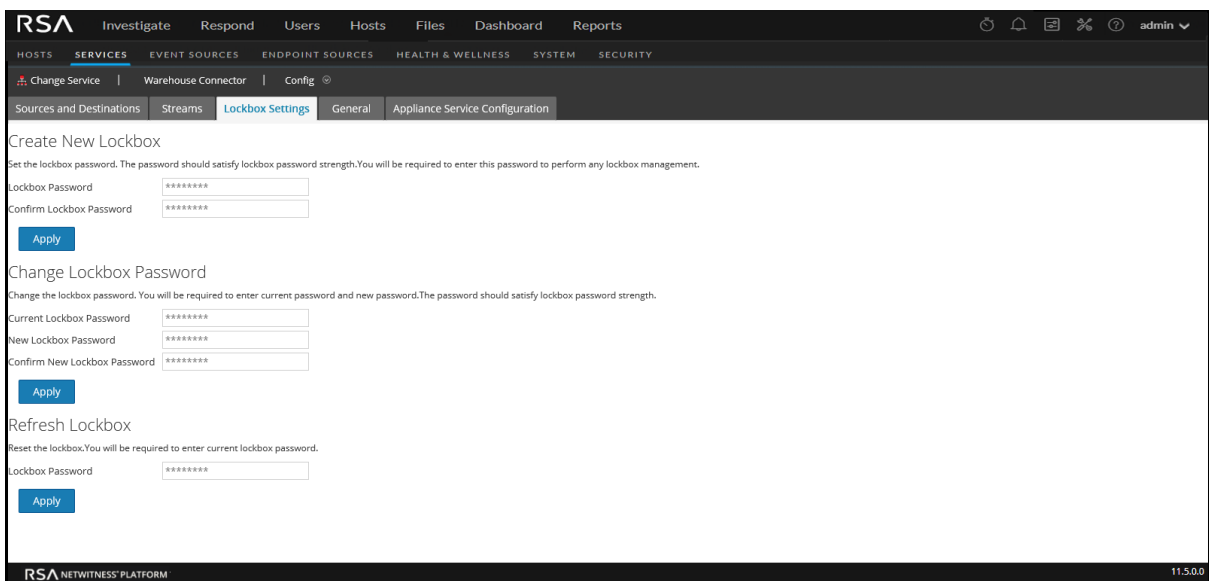 RSA Investigate Respond Users Hosts Files Dashboard Reports admin
HOSTS SERVICES EVENT SOURCES ENDPOINT SOURCES HEALTH & WELLNESS SYSTEM SECURITY
Change Service | Warehouse Connector | Config
Sources and Destinations Streams Lockbox Settings General Appliance Service Configuration
Create New Lockbox
Set the lockbox password. The password should satisfy lockbox password strength.You will be required to enter this password to perform any lockbox management.
Lockbox Password ********
Confirm Lockbox Password ********
Apply
Change Lockbox Password
Change the lockbox password. You will be required to enter current password and new password.The password should satisfy lockbox password strength.
Current Lockbox Password ********
New Lockbox Password ********
Confirm New Lockbox Password ********
Apply
Refresh Lockbox
Reset the lockbox.You will be required to enter current lockbox password.
Lockbox Password ********
Apply
RSA NETWITNESS® PLATFORM 11.5.0.0